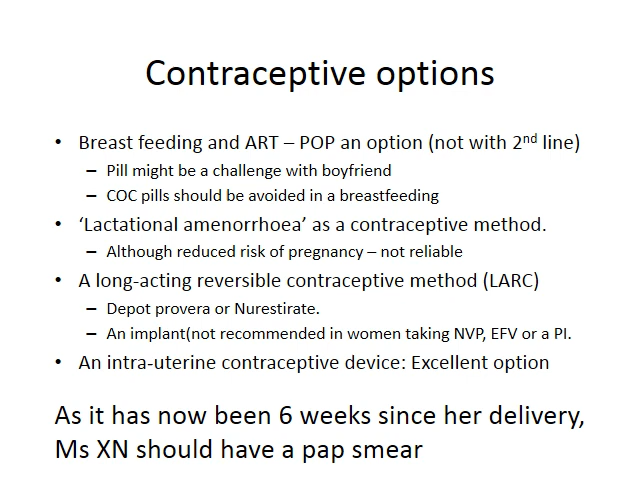 Contraceptive options
• Breast feeding and ART – POP an option (not with 2nd line)
– Pill might be a challenge with boyfriend
– COC pills should be avoided in a breastfeeding
• ‘Lactational amenorrhoea’ as a contraceptive method.
– Although reduced risk of pregnancy – not reliable
• A long-acting reversible contraceptive method (LARC)
– Depot provera or Nurestirate.
– An implant(not recommended in women taking NVP, EFV or a PI.
• An intra-uterine contraceptive device: Excellent option
As it has now been 6 weeks since her delivery,
Ms XN should have a pap smear